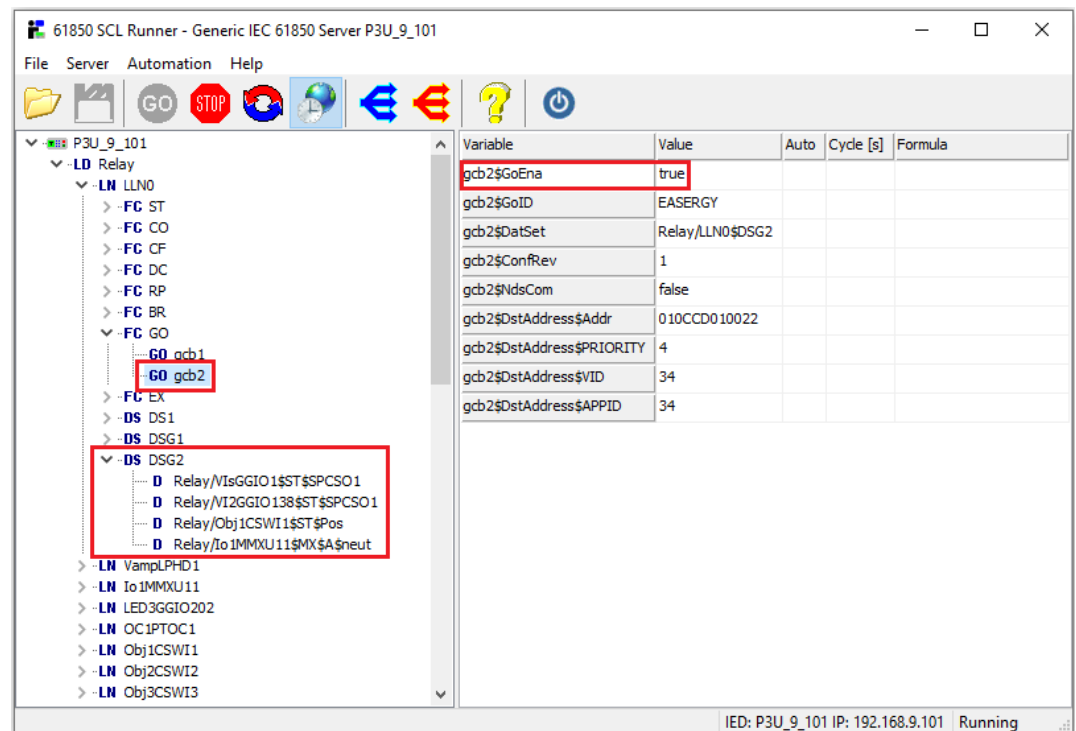 61850 SCL Runner - Generic IEC 61850 Server P3U_9_101
File Server Automation Help
GO STOP
P3U_9_101
LD Relay
LN LLN0
FC ST
FC CO
FC CF
FC DC
FC RP
FC BR
FC GO
GO gcb1
GO gcb2
FC EX
DS DS1
DS DSG1
DS DSG2
D Relay/VIsGGIO1$ST$SPCSO1
D Relay/VI2GGIO138$ST$SPCSO1
D Relay/Obj1CSWI1$ST$Pos
D Relay/Io1MMXU11$MX$A$neut
LN VampLPHD1
LN Io1MMXU11
LN LED3GGIO202
LN OC1PTOC1
LN Obj1CSWI1
LN Obj2CSWI2
LN Obj3CSWI3
Variable Value Auto Cycle [s] Formula
gcb2$GoEna true
gcb2$GoID EASERGY
gcb2$DatSet Relay/LLN0$DSG2
gcb2$ConfRev 1
gcb2$NdsCom false
gcb2$DstAddress$Addr 010CCD010022
gcb2$DstAddress$PRIORITY 4
gcb2$DstAddress$VID 34
gcb2$DstAddress$APPID 34
IED: P3U_9_101 IP: 192.168.9.101 Running